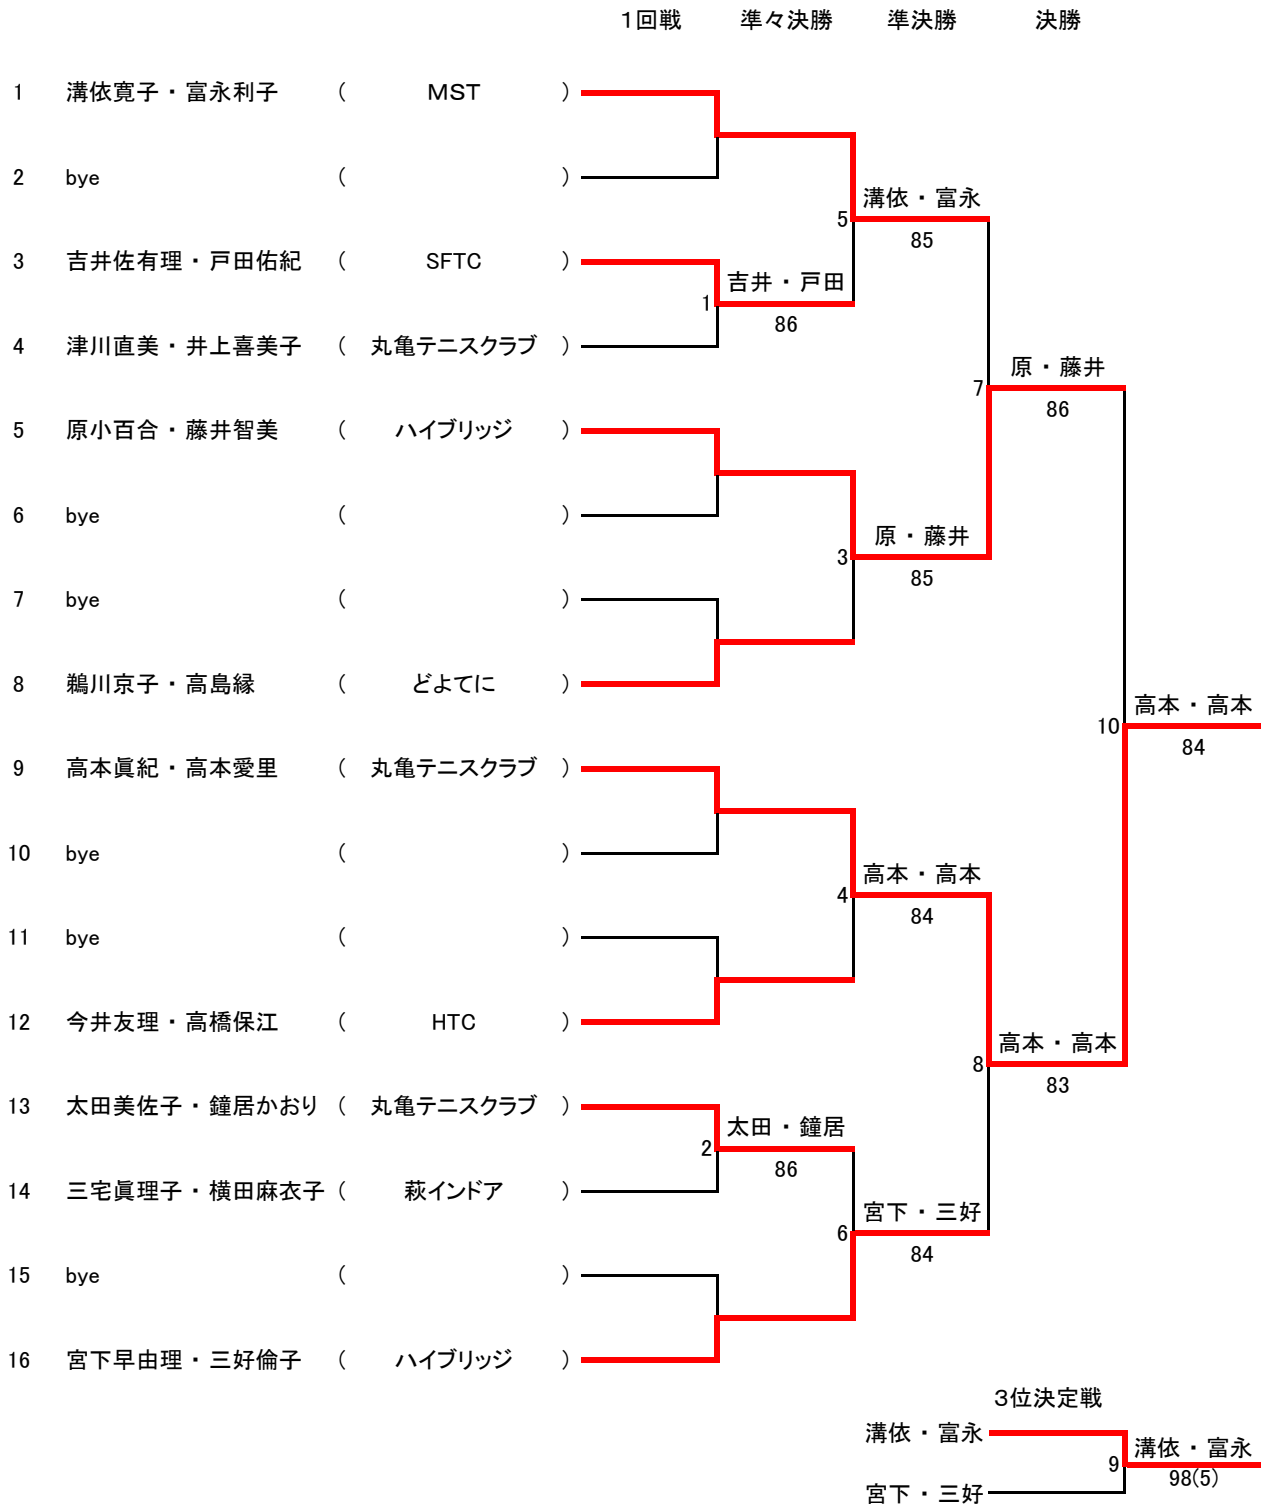 １回戦　準々決勝　準決勝　決勝
1 溝依寛子・富永利子 ( MST )
2 bye ( )
溝依・富永
5
85
3 吉井佐有理・戸田佑紀 ( SFTC )
吉井・戸田
1
86
4 津川直美・井上喜美子 ( 丸亀テニスクラブ )
原・藤井
7
86
5 原小百合・藤井智美 ( ハイブリッジ )
6 bye ( )
原・藤井
3
85
7 bye ( )
8 鵜川京子・高島縁 ( どよてに )
高本・高本
10
84
9 高本眞紀・高本愛里 ( 丸亀テニスクラブ )
10 bye ( )
高本・高本
4
84
11 bye ( )
12 今井友理・高橋保江 ( HTC )
高本・高本
8
83
13 太田美佐子・鐘居かおり ( 丸亀テニスクラブ )
太田・鐘居
2
86
14 三宅眞理子・横田麻衣子 ( 萩インドア )
宮下・三好
6
84
15 bye ( )
16 宮下早由理・三好倫子 ( ハイブリッジ )
３位決定戦
溝依・富永
溝依・富永
9
98(5)
宮下・三好